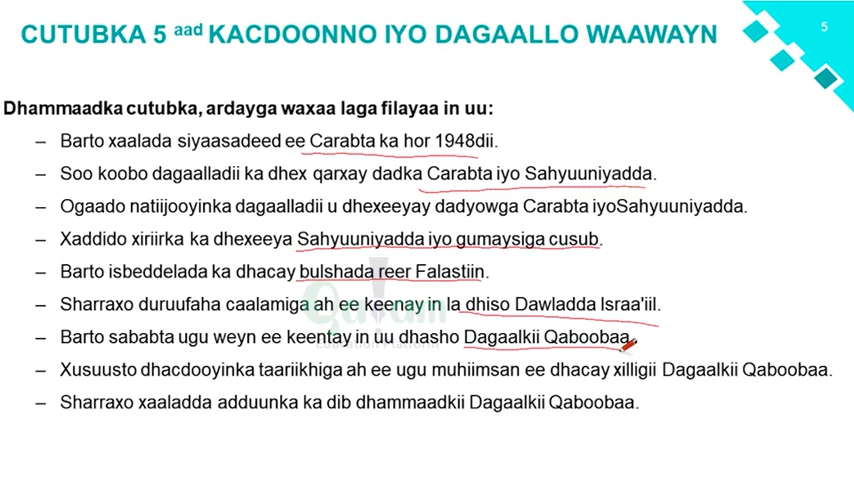 5
CUTUBKA 5 aad KACDOONNO IYO DAGAALLO WAAWAYN
Dhammaadka cutubka, ardayga waxaa laga filayaa in uu:
– Barto xaalada siyaasadeed ee Carabta ka hor 1948dii.
– Soo koobo dagaalladii ka dhex qarxay dadka Carabta iyo Sahyuuniyadda.
– Ogaado natiijooyinka dagaalladii u dhexeeyay dadyowga Carabta iyoSahyuuniyadda.
– Xaddido xiriirka ka dhexeeya Sahyuuniyadda iyo gumaysiga cusub.
– Barto isbeddelada ka dhacay bulshada reer Falastiin.
– Sharraxo duruufaha caalamiga ah ee keenay in la dhiso Dawladda Israa'iil.
– Barto sababta ugu weyn ee keentay in uu dhasho Dagaalkii Qaboobaa.
– Xusuusto dhacdooyinka taariikhiga ah ee ugu muhiimsan ee dhacay xilligii Dagaalkii Qaboobaa.
– Sharraxo xaaladda adduunka ka dib dhammaadkii Dagaalkii Qaboobaa.